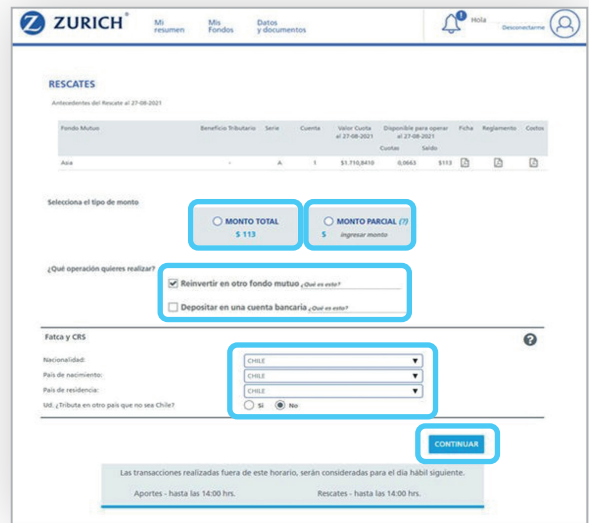 ZURICH®
Mi resumen
Mis Fondos
Datos y documentos
1
Hola
Desconectarme
RESCATES
Antecedentes del Rescate al 27-08-2021
Fondo Mutuo Beneficio Tributario Serie Cuenta Valor Cuota al 27-08-2021 Disponible para operar al 27-08-2021 Ficha Reglamento Costos
Cuotas Saldo
Asia - A 1 $1.710,8410 0,0663 $113
Selecciona el tipo de monto
MONTO TOTAL
$ 113
MONTO PARCIAL (?)
$ ingresar monto
¿Qué operación quieres realizar?
Reinvertir en otro fondo mutuo ¿Qué es esto?
Depositar en una cuenta bancaria ¿Qué es esto?
Fatca y CRS ?
Nacionalidad: CHILE
País de nacimiento: CHILE
País de residencia: CHILE
Ud. ¿Tributa en otro país que no sea Chile? Si No
CONTINUAR
Las transacciones realizadas fuera de este horario, serán consideradas para el día hábil siguiente.
Aportes - hasta las 14:00 hrs. Rescates - hasta las 14:00 hrs.